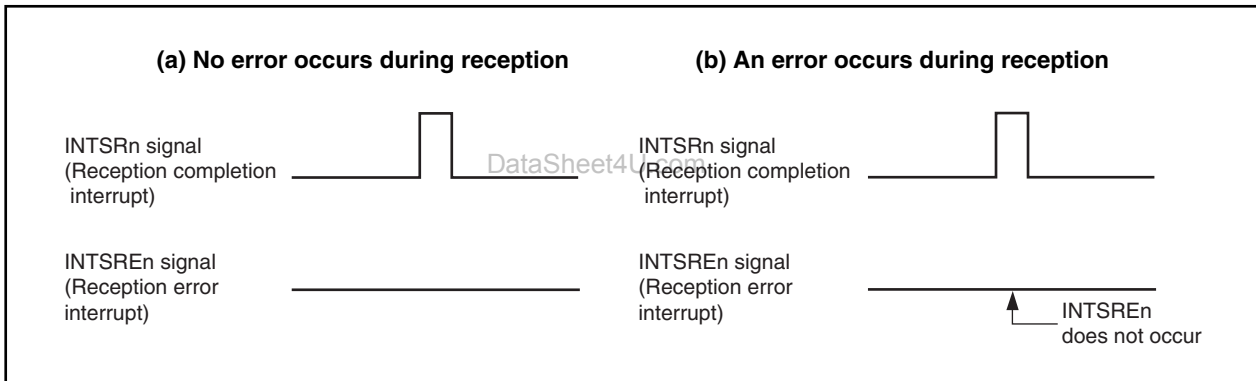 (a) No error occurs during reception
(b) An error occurs during reception
INTSRn signal
(Reception completion
interrupt)
INTSREn signal
(Reception error
interrupt)
DataSheet4U.com
INTSRn signal
(Reception completion
interrupt)
INTSREn signal
(Reception error
interrupt)
INTSREn
does not occur